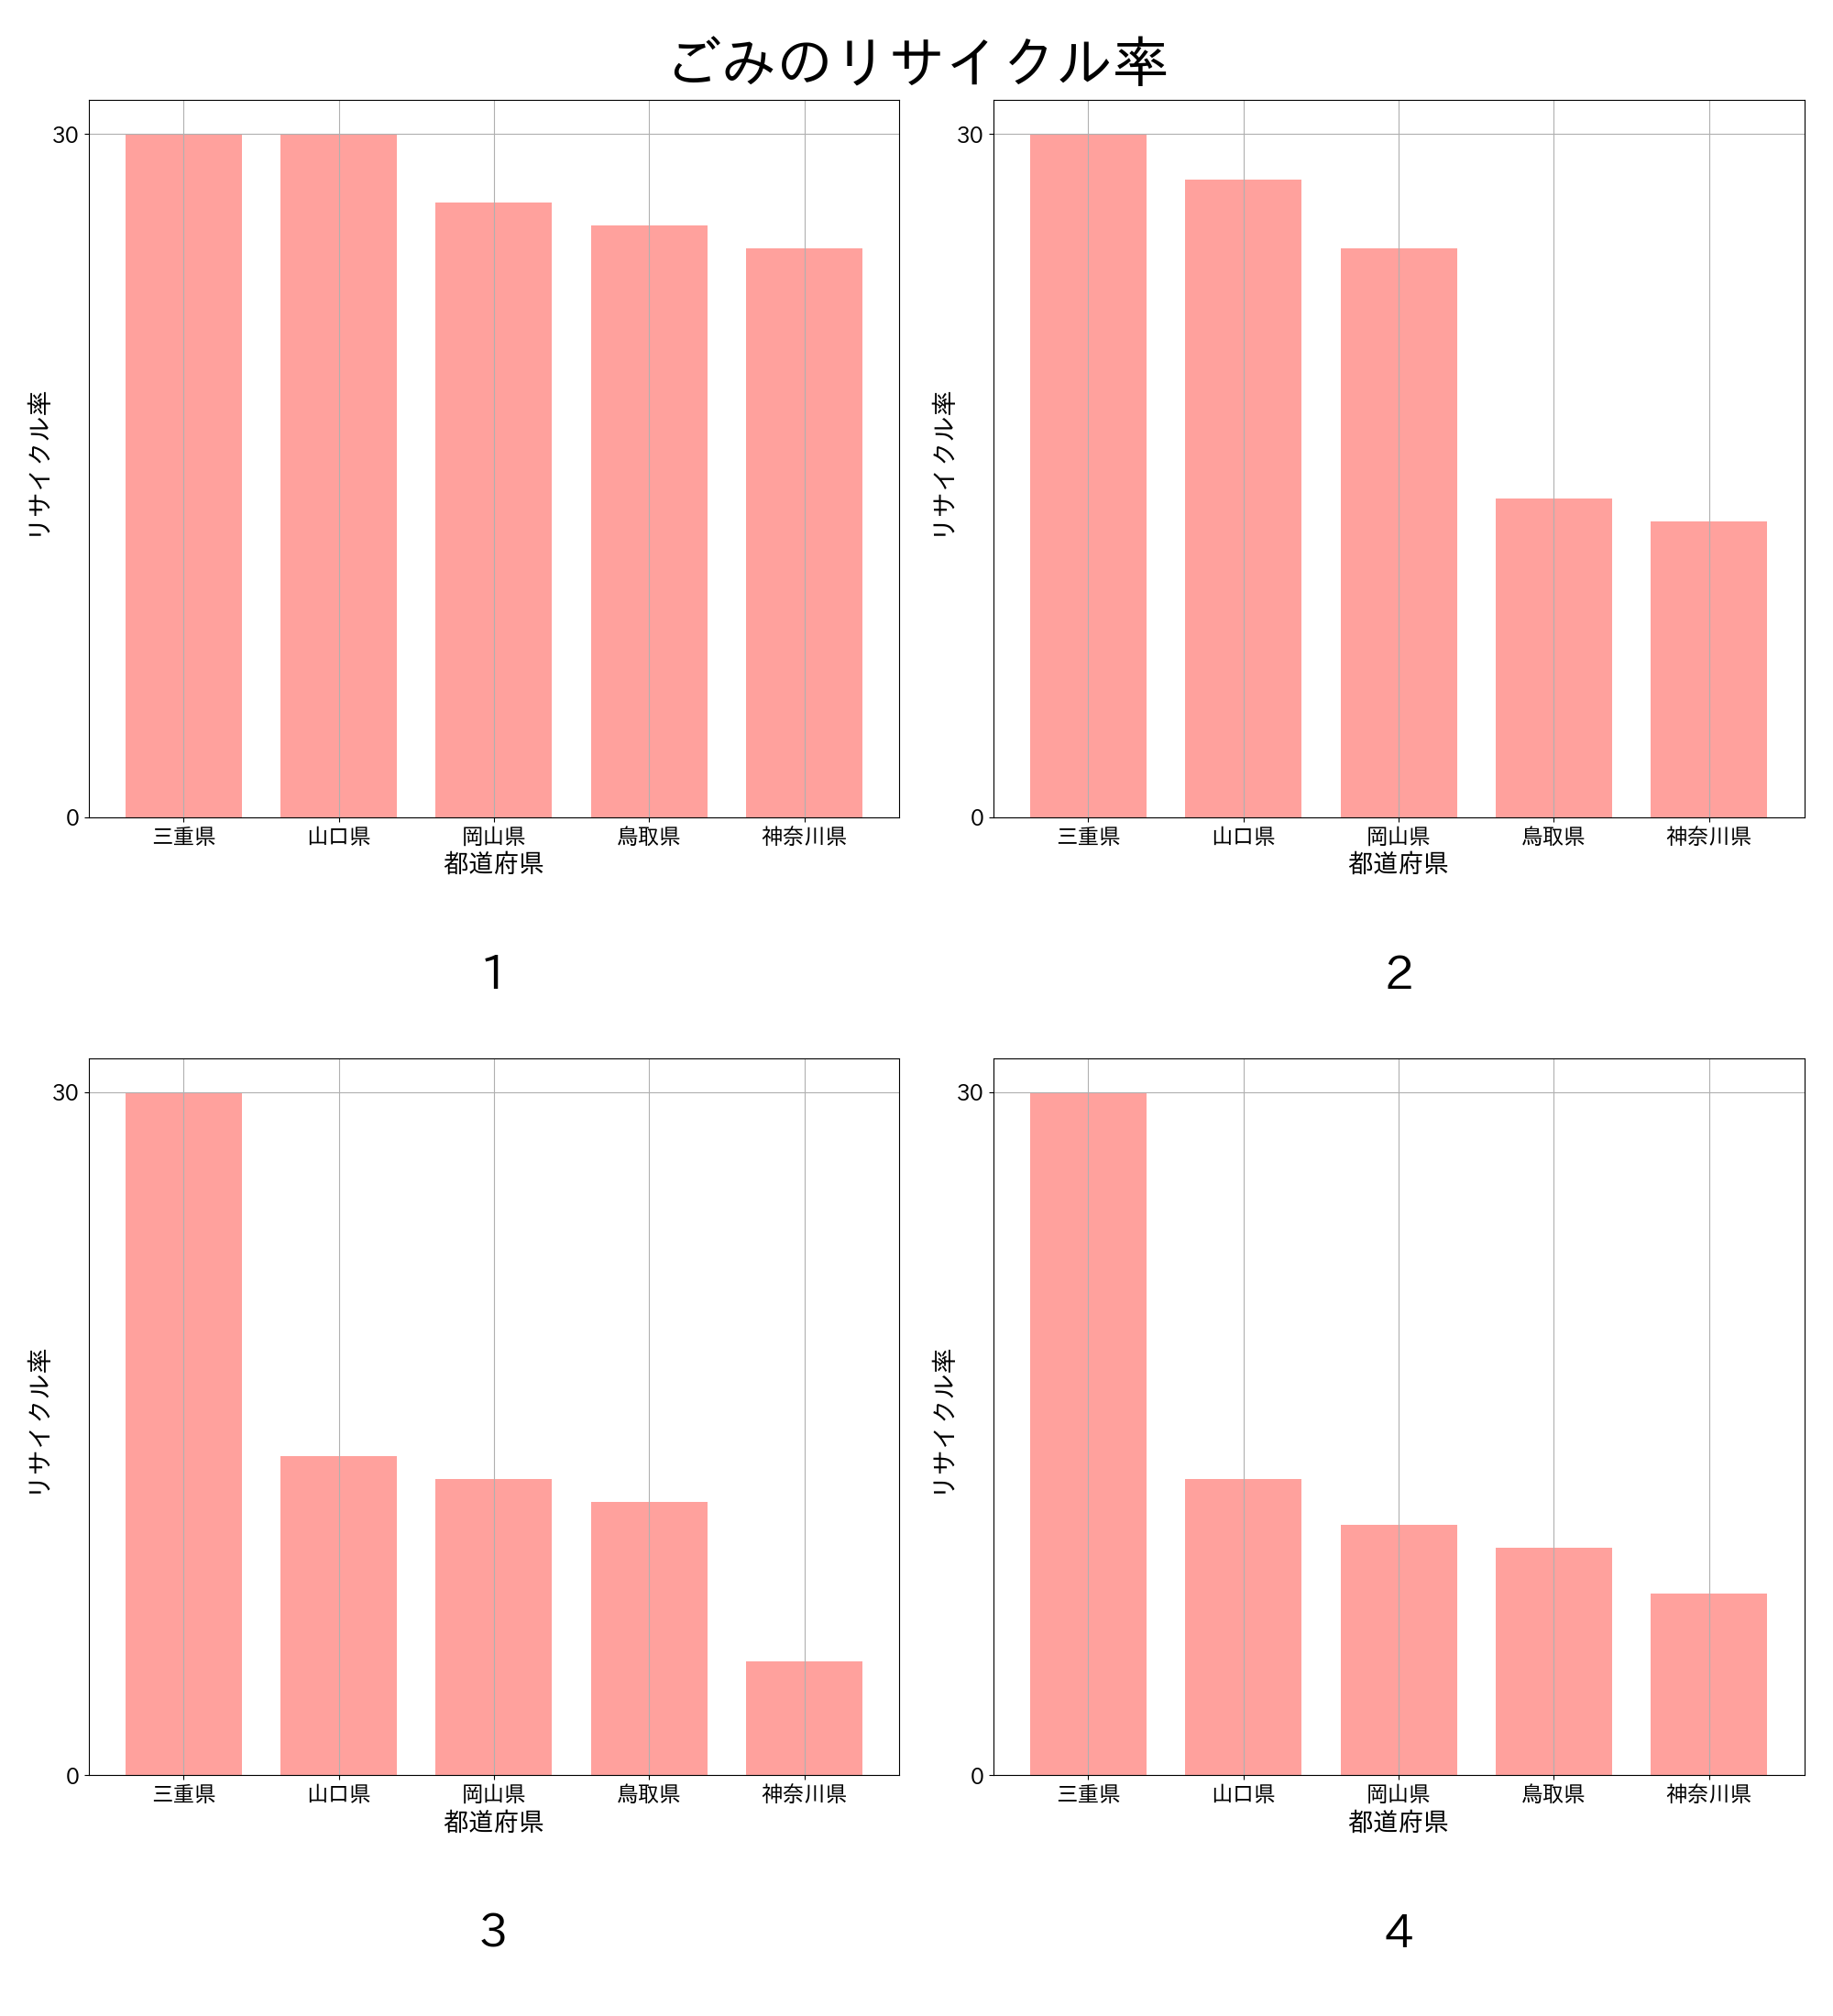 ごみのリサイクル率
30
0
リサイクル率
三重県 山口県 岡山県 鳥取県 神奈川県
都道府県
1
30
0
リサイクル率
三重県 山口県 岡山県 鳥取県 神奈川県
都道府県
2
30
0
リサイクル率
三重県 山口県 岡山県 鳥取県 神奈川県
都道府県
3
30
0
リサイクル率
三重県 山口県 岡山県 鳥取県 神奈川県
都道府県
4